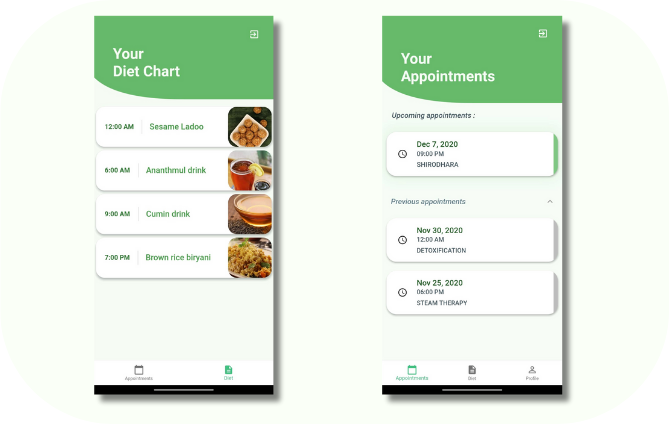 Your
Diet Chart
12:00 AM Sesame Ladoo
6:00 AM Ananthmul drink
9:00 AM Cumin drink
7:00 PM Brown rice biryani
Appointments Diet
Your
Appointments
Upcoming appointments :
Dec 7, 2020
09:00 PM
SHIRODHARA
Previous appointments
Nov 30, 2020
12:00 AM
DETOXIFICATION
Nov 25, 2020
06:00 PM
STEAM THERAPY
Appointments Diet Profile